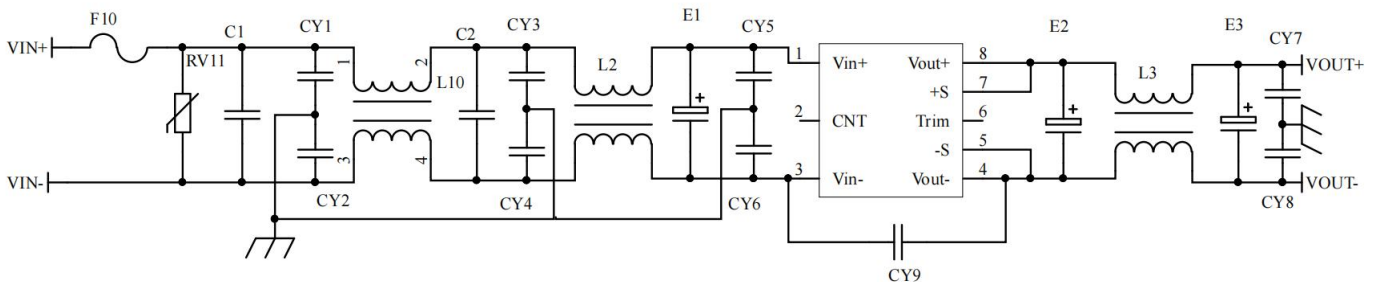 F10
VIN+
RV11
C1
CY1
1
2
L10
C2
CY3
L2
E1
CY5
1
Vin+
Vout+
8
+S
7
2
CNT
Trim
6
-S
5
3
Vin-
Vout-
4
E2
L3
E3
CY7
VOUT+
VIN-
CY2
3
4
CY4
CY6
CY9
CY8
VOUT-
+
+
+